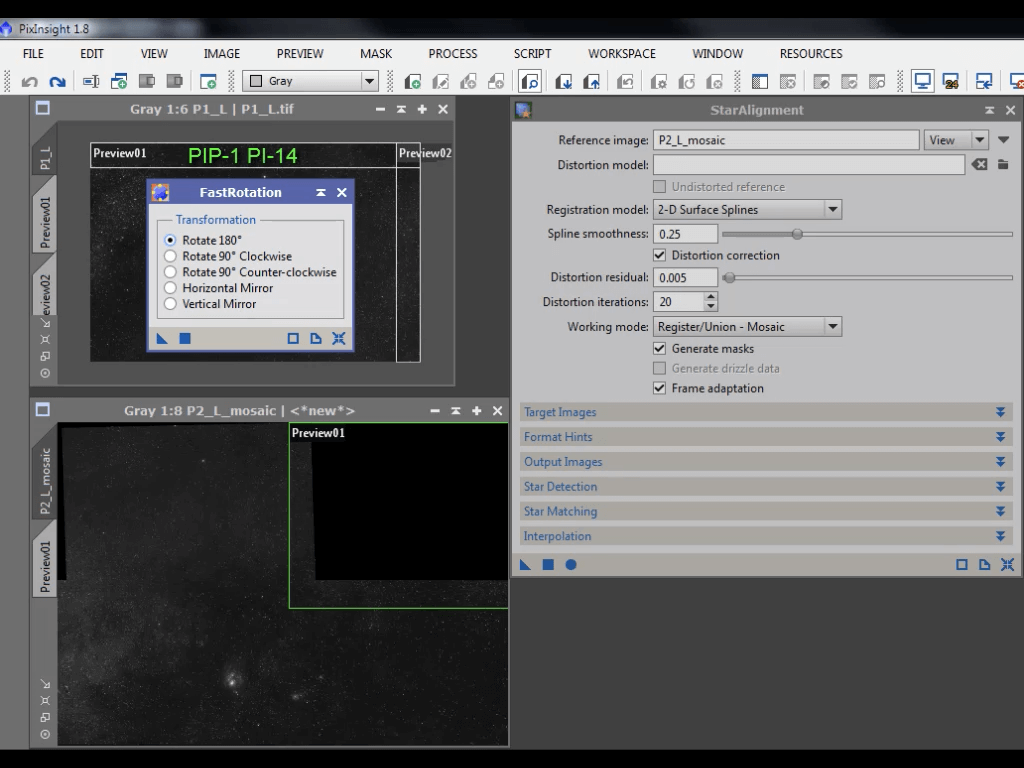 PixInsight 1.8
FILE EDIT VIEW IMAGE PREVIEW MASK PROCESS SCRIPT WORKSPACE WINDOW RESOURCES
Gray
Gray 1:6 P1_L | P1_L.tif
P1_L
Preview01
Preview01
PIP-1 PI-14
Preview02
FastRotation
Transformation
Rotate 180°
Rotate 90° Clockwise
Rotate 90° Counter-clockwise
Horizontal Mirror
Vertical Mirror
Gray 1:8 P2_L_mosaic | <*new*>
P2_L_mosaic
Preview01
Preview01
StarAlignment
Reference image: P2_L_mosaic View
Distortion model:
Undistorted reference
Registration model: 2-D Surface Splines
Spline smoothness: 0.25
Distortion correction
Distortion residual: 0.005
Distortion iterations: 20
Working mode: Register/Union - Mosaic
Generate masks
Generate drizzle data
Frame adaptation
Target Images
Format Hints
Output Images
Star Detection
Star Matching
Interpolation